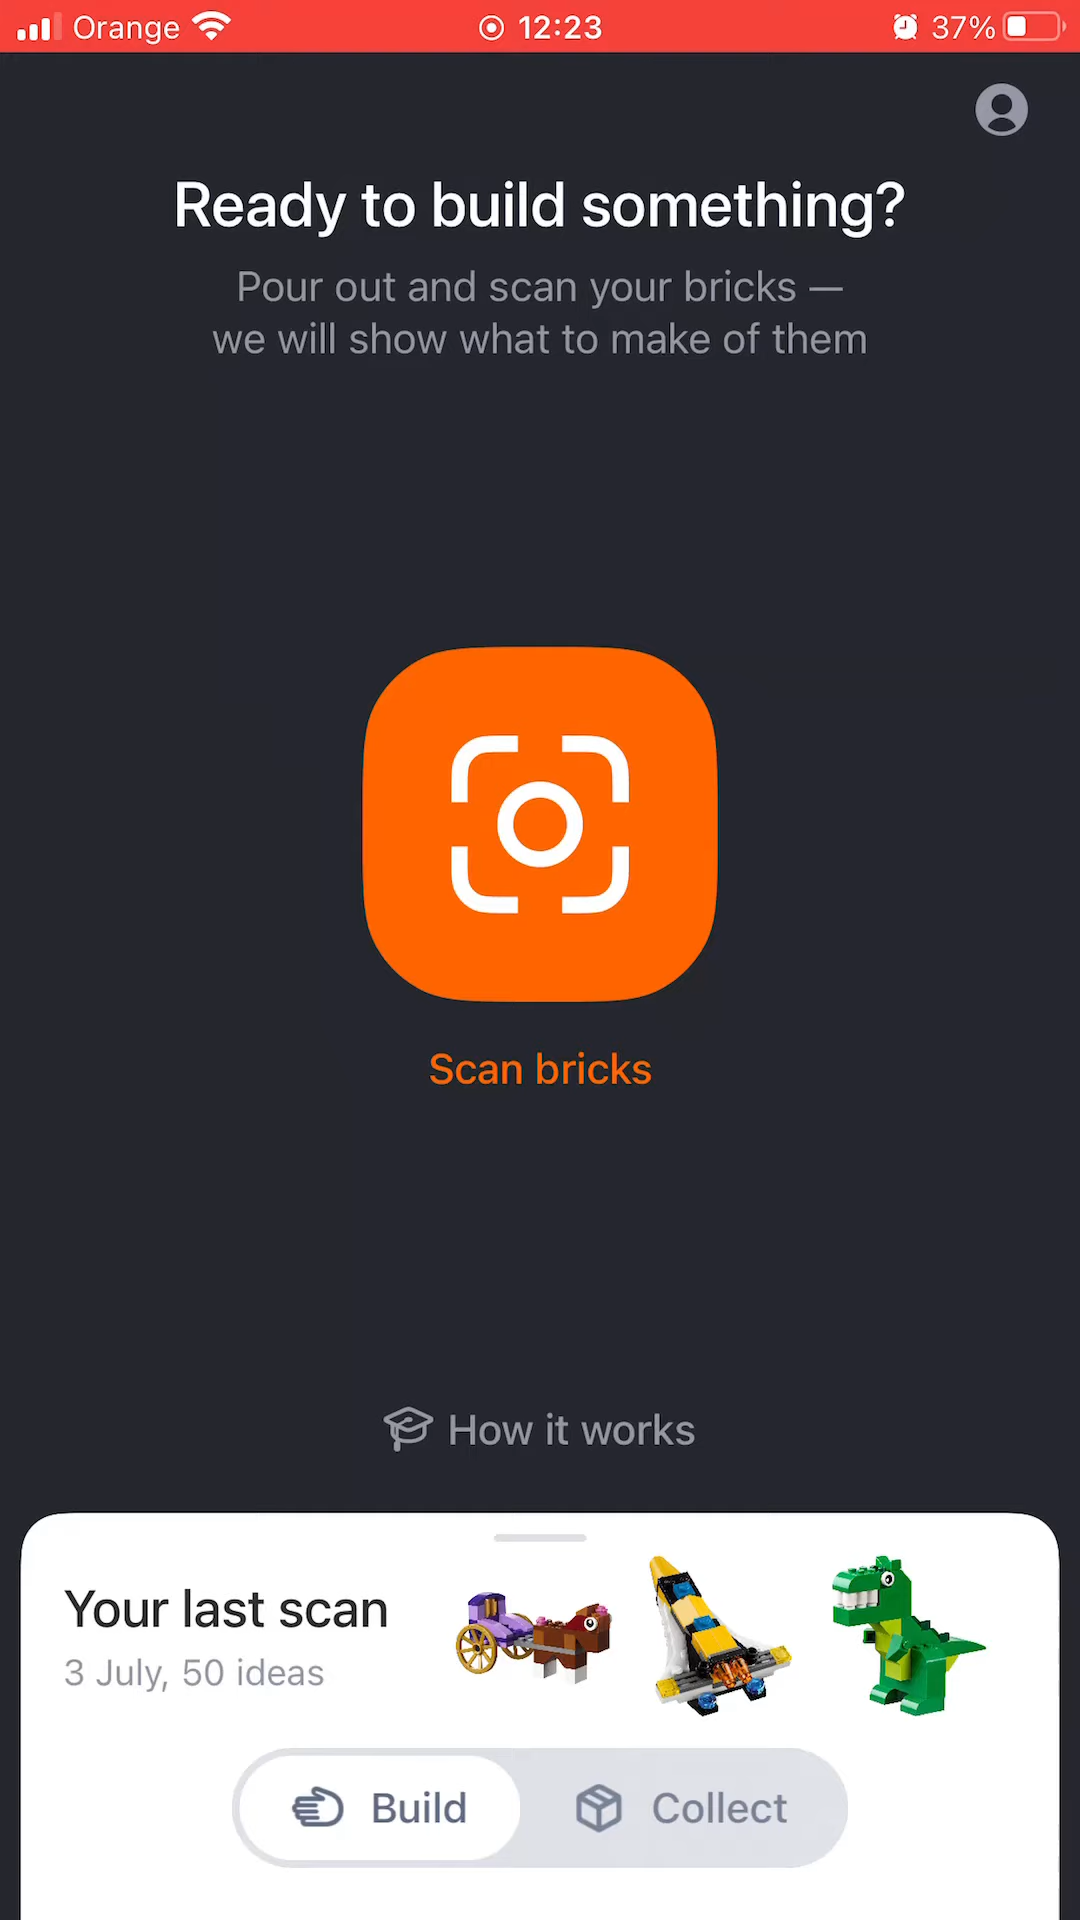 Orange 12:23 37%
Ready to build something?
Pour out and scan your bricks —
we will show what to make of them
Scan bricks
How it works
Your last scan
3 July, 50 ideas
Build Collect